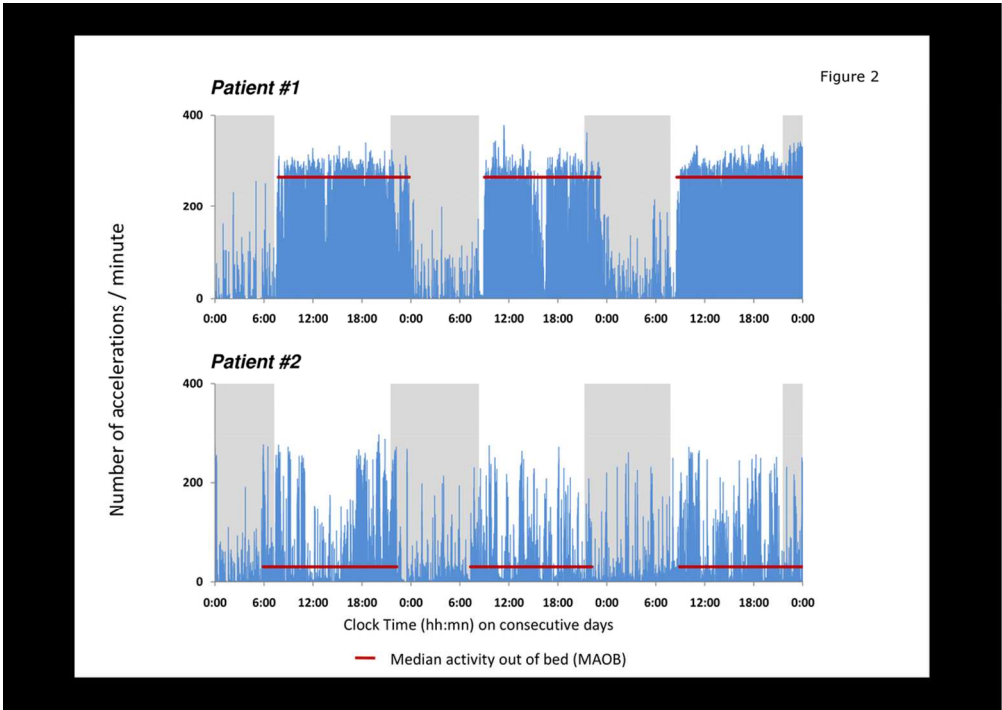 Figure 2
Patient #1
400
200
0
0:00 6:00 12:00 18:00 0:00 6:00 12:00 18:00 0:00 6:00 12:00 18:00 0:00
Number of accelerations / minute
Patient #2
400
200
0
0:00 6:00 12:00 18:00 0:00 6:00 12:00 18:00 0:00 6:00 12:00 18:00 0:00
Clock Time (hh:mn) on consecutive days
Median activity out of bed (MAOB)